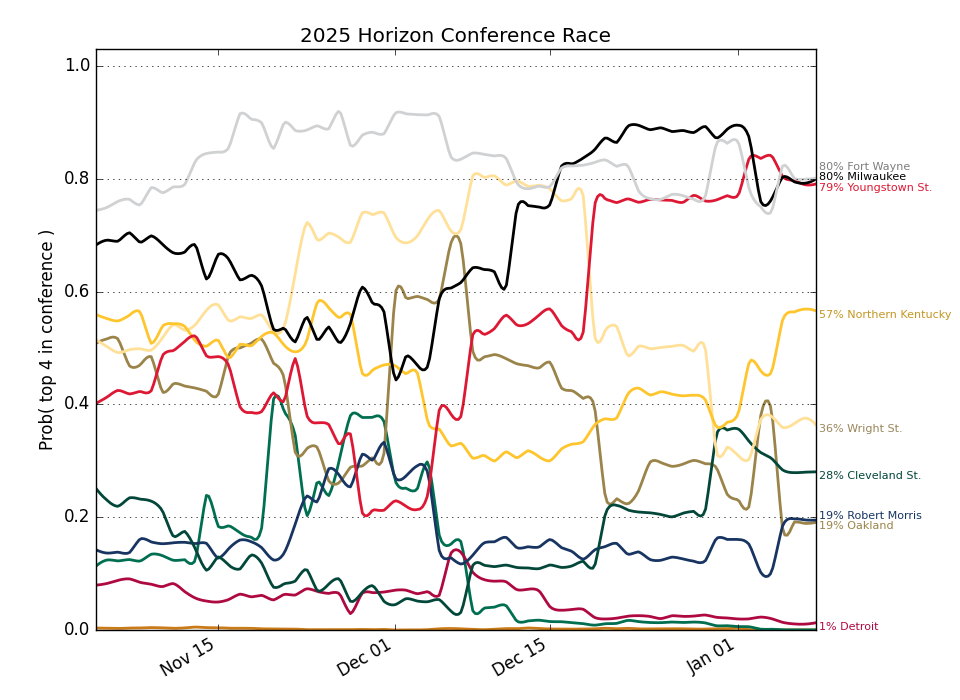 2025 Horizon Conference Race
Prob( top 4 in conference )
1.0
0.8
0.6
0.4
0.2
0.0
Nov 15
Dec 01
Dec 15
Jan 01
80% Fort Wayne
80% Milwaukee
79% Youngstown St.
57% Northern Kentucky
36% Wright St.
28% Cleveland St.
19% Robert Morris
19% Oakland
1% Detroit